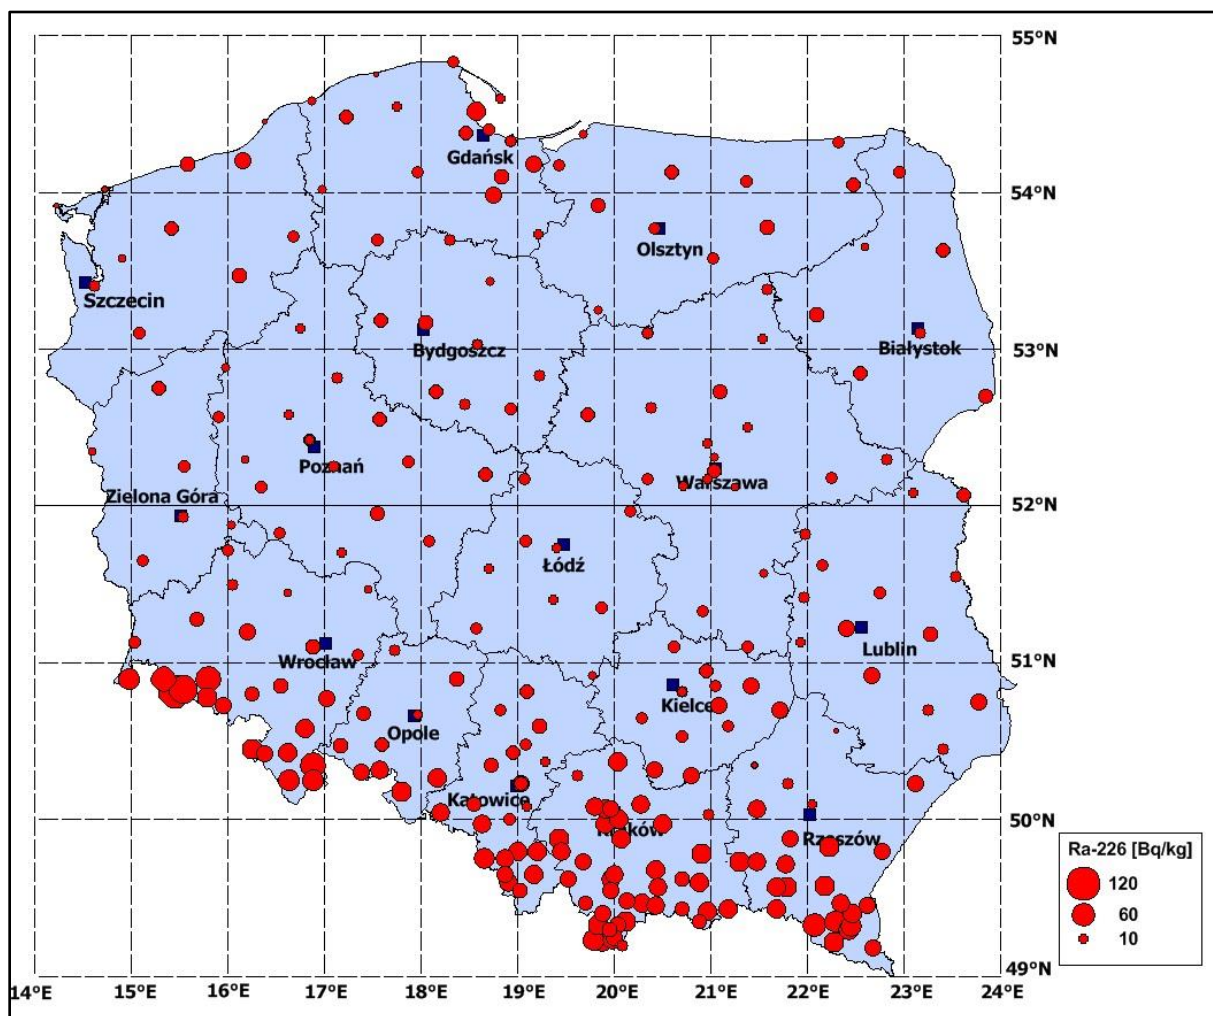 55°N
Gdańsk
54°N
Olsztyn
Szczecin
Białystok
Bydgoszcz
53°N
Poznań
Warszawa
Zielona Góra
52°N
Łódź
Lublin
Wrocław
51°N
Kielce
Opole
Katowice
Kraków
Rzeszów
50°N
Ra-226 [Bq/kg]
120
60
10
49°N
14°E 15°E 16°E 17°E 18°E 19°E 20°E 21°E 22°E 23°E 24°E